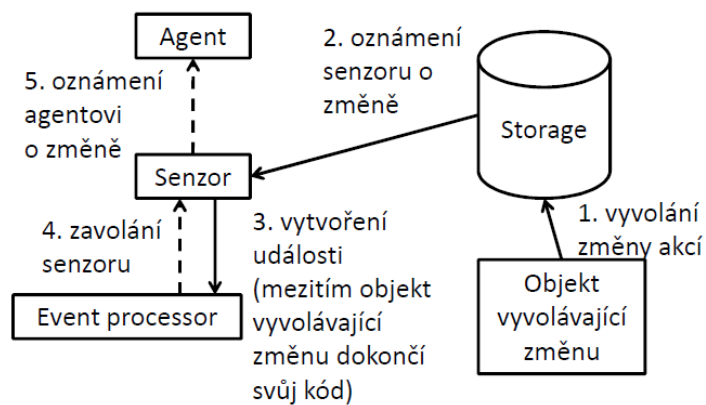 Agent
2. oznámení
senzoru o
změně
5. oznámení
agentovi
o změně
Storage
Senzor
1. vyvolání
změny akcí
4. zavolání
senzoru
3. vytvoření
události
(mezitím objekt
vyvolávající
změnu dokončí
svůj kód)
Event processor
Objekt
vyvolávající
změnu